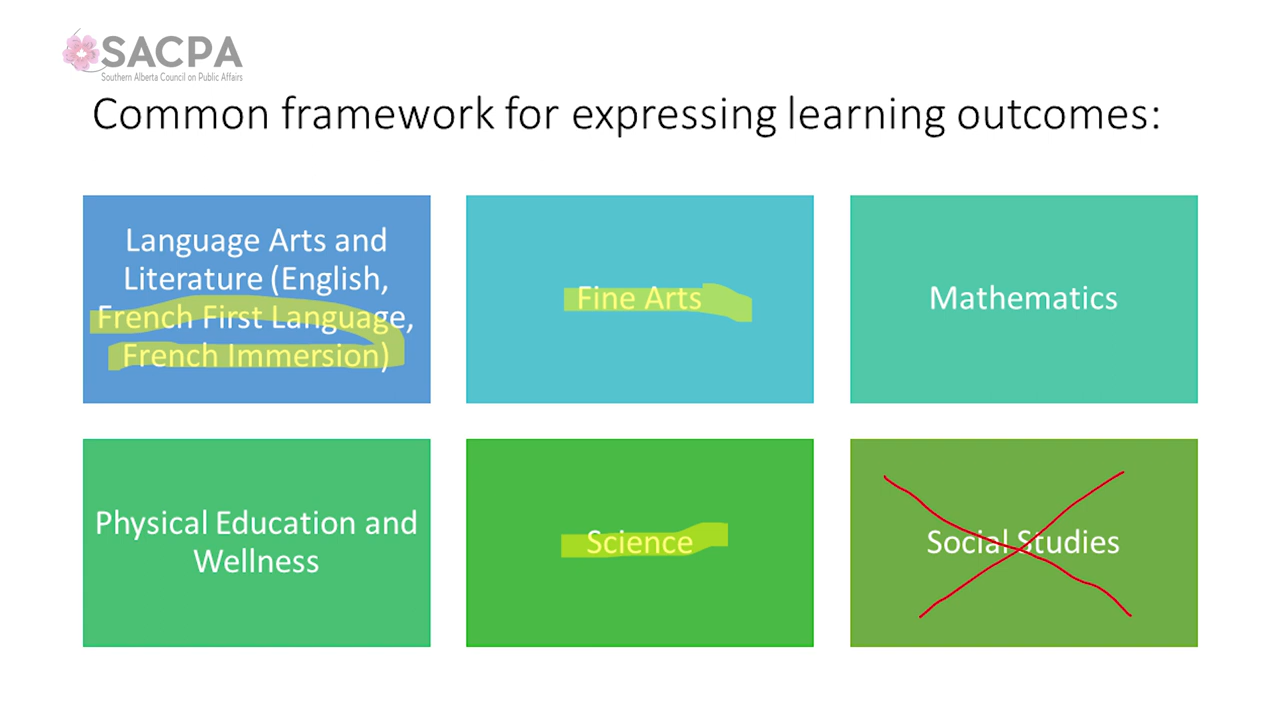 SACPA
Southern Alberta Council on Public Affairs
Common framework for expressing learning outcomes:
Language Arts and
Literature (English,
French First Language,
French Immersion)
Fine Arts
Mathematics
Physical Education and
Wellness
Science
Social Studies